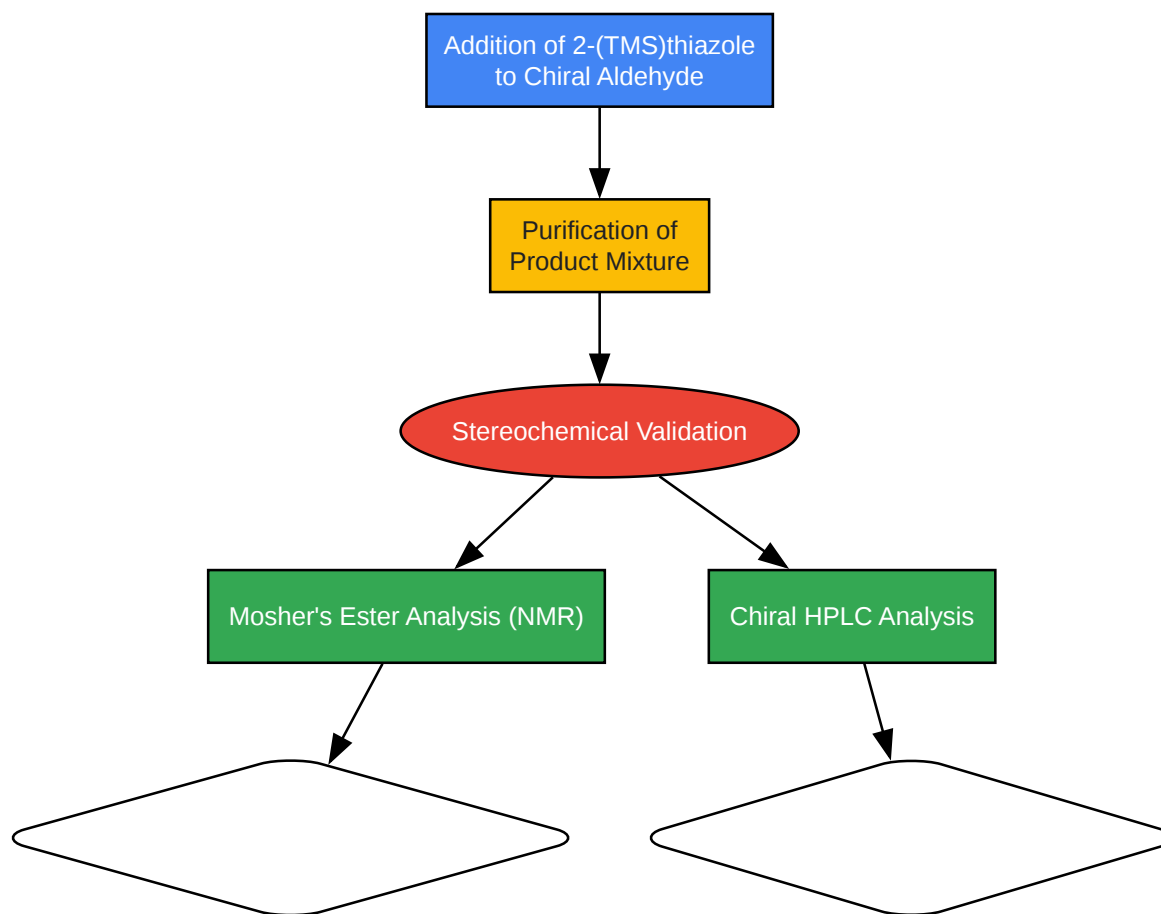 Addition of 2-(TMS)thiazole
to Chiral Aldehyde
Purification of
Product Mixture
Stereochemical Validation
Mosher's Ester Analysis (NMR)
Chiral HPLC Analysis